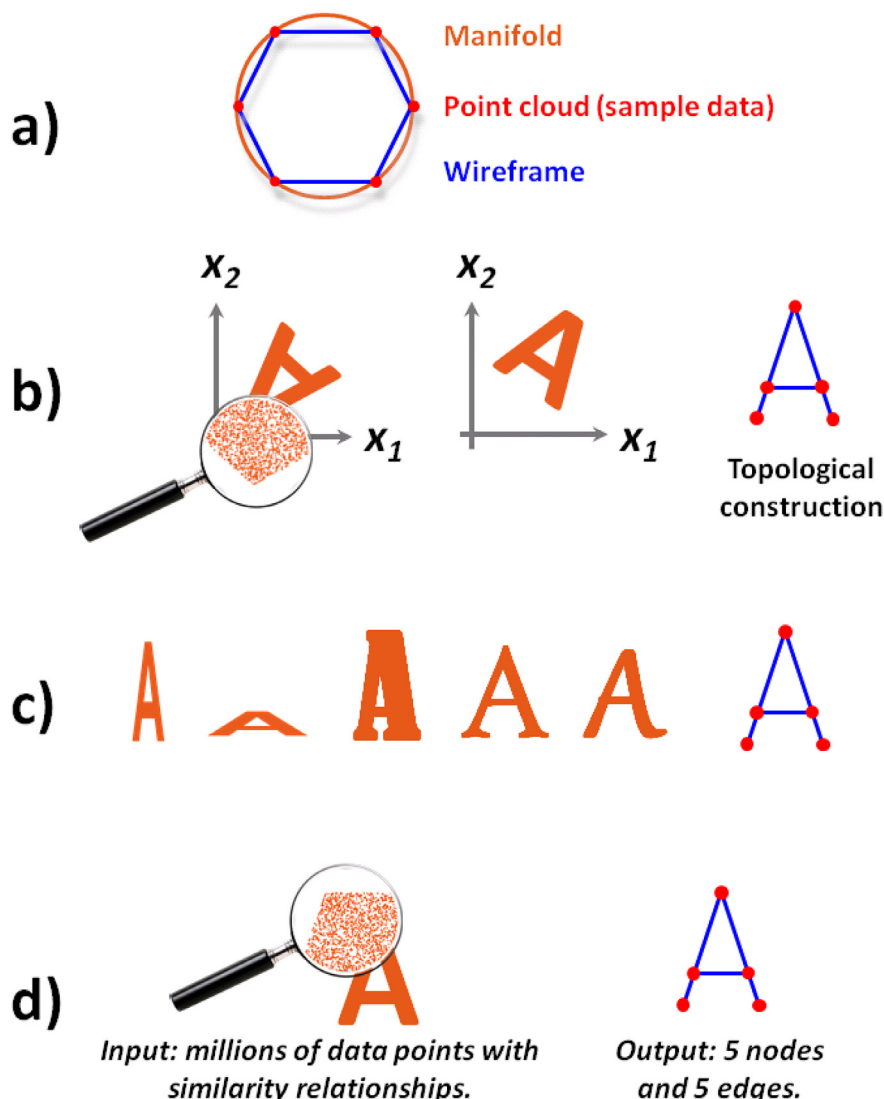 a)
Manifold
Point cloud (sample data)
Wireframe
b)
x2
x1
x2
x1
Topological
construction
c)
A A A A A
d)
A
Input: millions of data points with
similarity relationships.
Output: 5 nodes
and 5 edges.